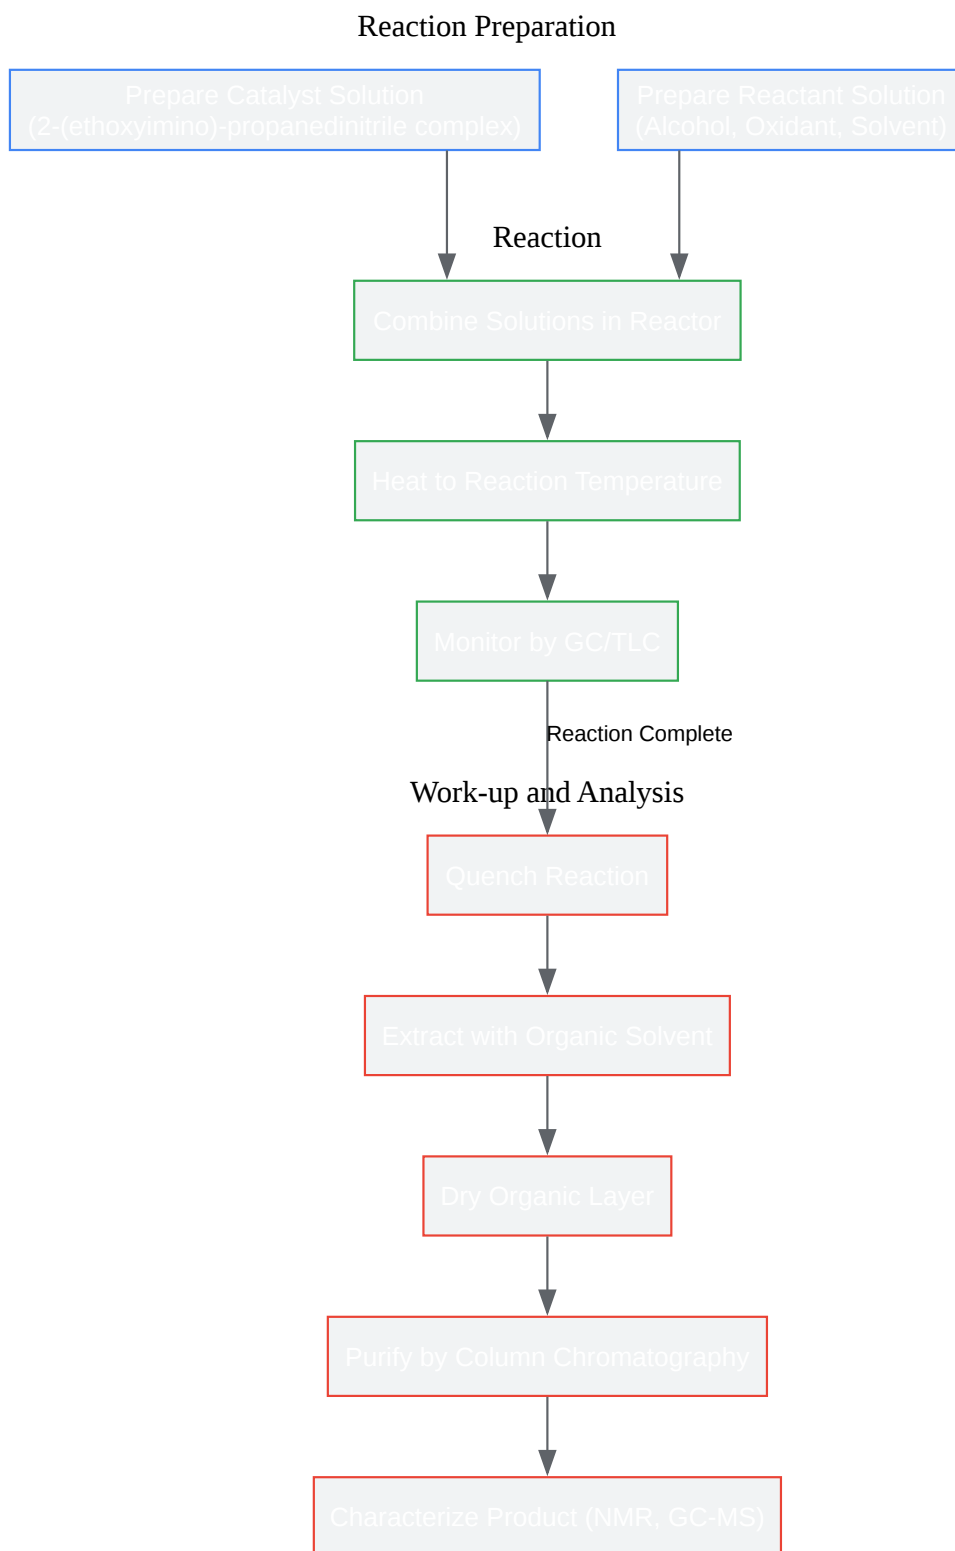 Reaction Preparation
Prepare Catalyst Solution
(2-(ethoxyimino)-propanedinitrile complex)
Prepare Reactant Solution
(Alcohol, Oxidant, Solvent)
Reaction
Combine Solutions in Reactor
Heat to Reaction Temperature
Monitor by GC/TLC
Reaction Complete
Work-up and Analysis
Quench Reaction
Extract with Organic Solvent
Dry Organic Layer
Purify by Column Chromatography
Characterize Product (NMR, GC-MS)